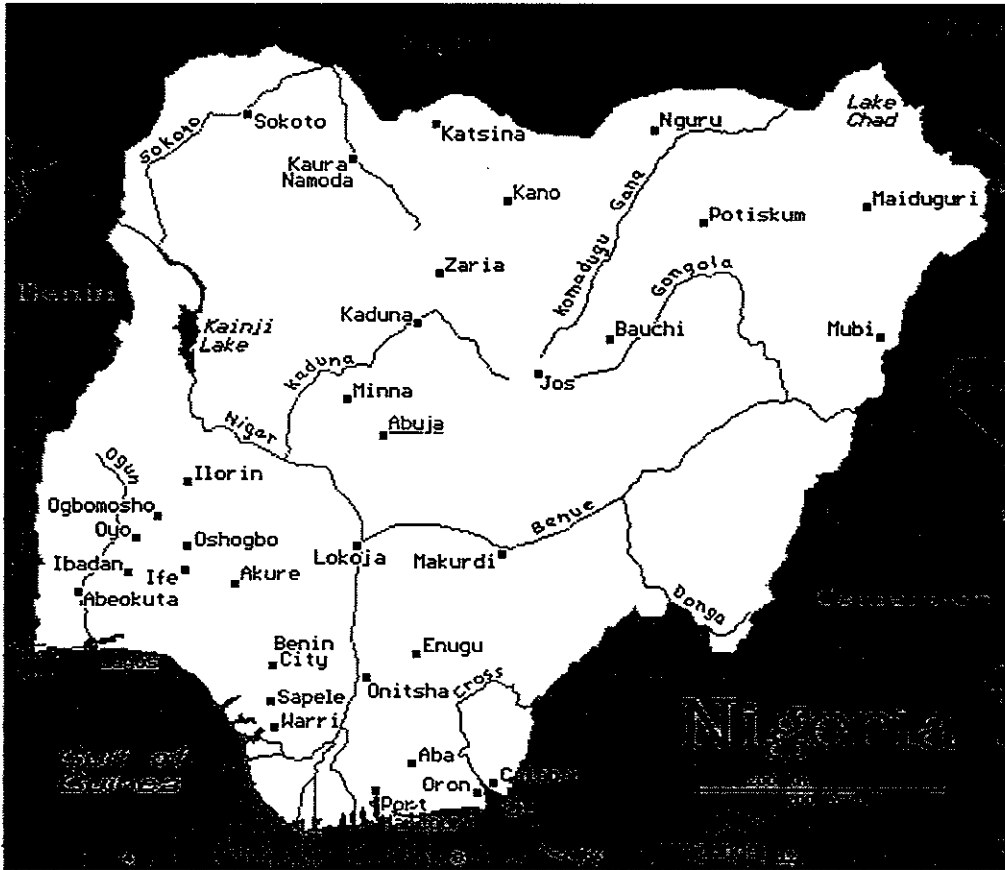 Sokoto
Sokoto
Katsina
Nguru
Lake
Chad
Kaura
Namoda
Kano
Komadugu Gana
Potiskum
Maiduguri
Zaria
Gongola
Benin
Kainji
Lake
Kaduna
Bauchi
Mubi
Kaduna
Jos
Minna
Abuja
Niger
Ogun
Ilorin
Ogbomosho
Oyo
Oshogbo
Lokoja
Benue
Makurdi
Ibadan
Ife
Akure
Abeokuta
Donga
Cameroon
Lagos
Benin
City
Enugu
Onitsha
Cross
Sapele
Warri
Nigeria
Gulf of
Guinea
Aba
Oron
Port